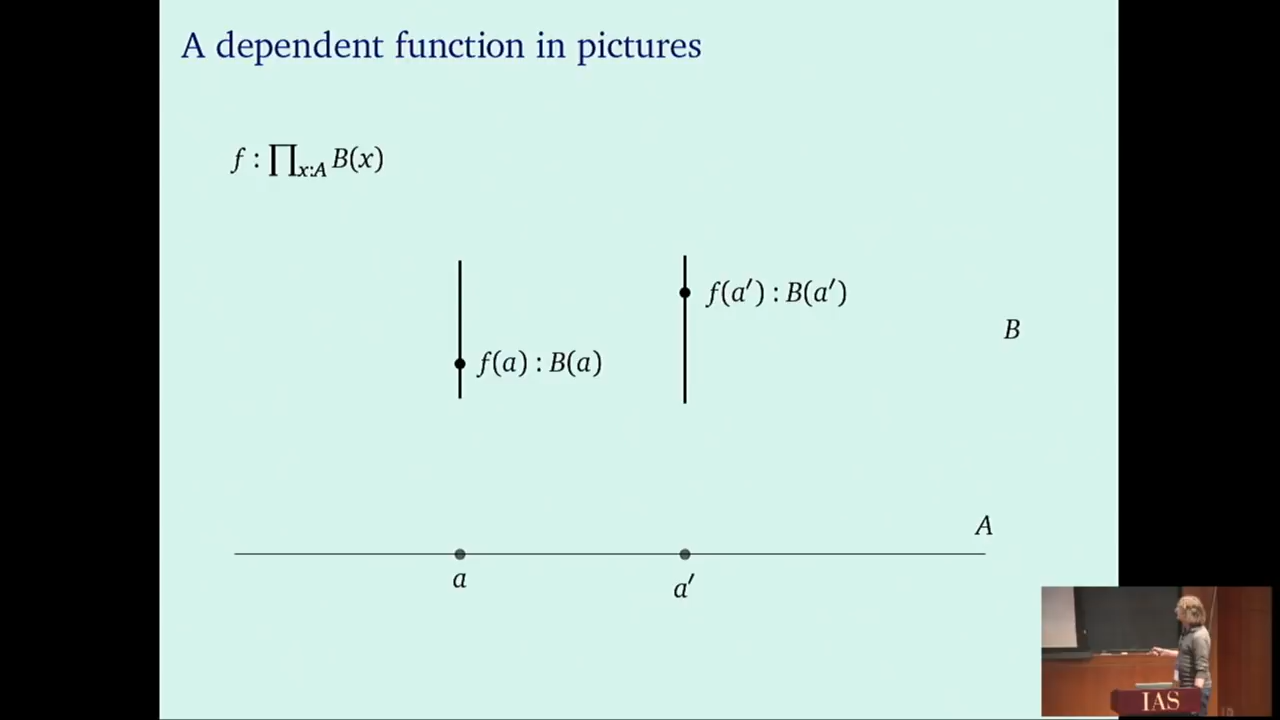 A dependent function in pictures
f : ∏x:A B(x)
f(a′) : B(a′)
B
f(a) : B(a)
A
a
a′
IAS